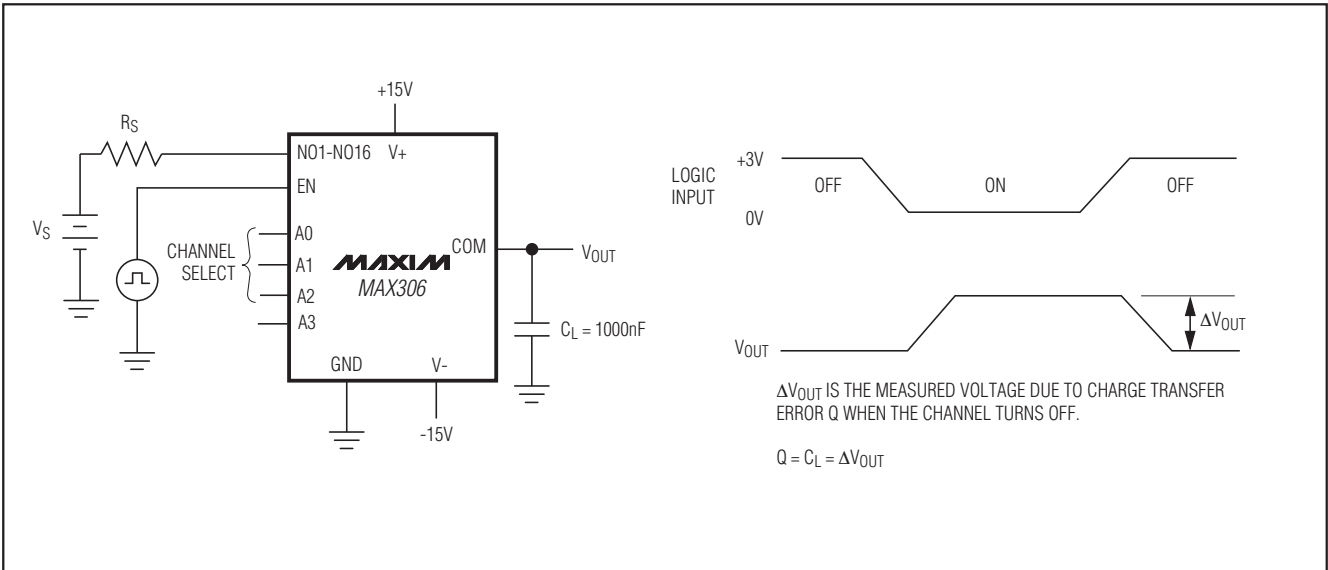 +15V
RS
NO1-NO16 V+
EN
VS
CHANNEL
SELECT
A0
A1
A2
A3
MAXIM
MAX306
COM
VOUT
CL = 1000nF
GND
V-
-15V
LOGIC
INPUT
+3V
0V
OFF
ON
OFF
VOUT
ΔVOUT
ΔVOUT IS THE MEASURED VOLTAGE DUE TO CHARGE TRANSFER
ERROR Q WHEN THE CHANNEL TURNS OFF.
Q = CL = ΔVOUT